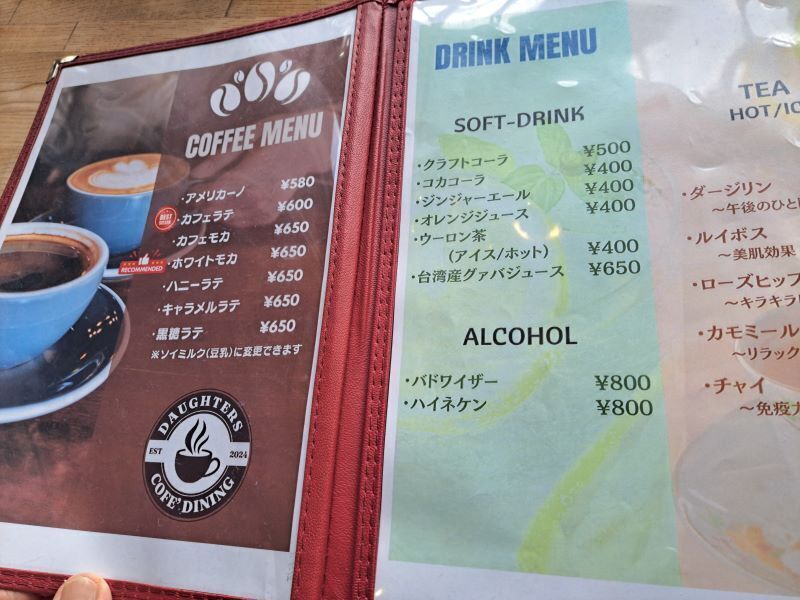 COFFEE MENU
・アメリカーノ ¥580
BEST
・カフェラテ ¥600
・カフェモカ ¥650
RECOMMENDED
・ホワイトモカ ¥650
・ハニーラテ ¥650
・キャラメルラテ ¥650
・黒糖ラテ ¥650
※ソイミルク(豆乳)に変更できます
DAUGHTERS
EST 2024
COFE' DINING
DRINK MENU
SOFT-DRINK
・クラフトコーラ ¥500
・コカコーラ ¥400
・ジンジャーエール ¥400
・オレンジジュース ¥400
・ウーロン茶
(アイス/ホット) ¥400
・台湾産グァバジュース ¥650
ALCOHOL
・バドワイザー ¥800
・ハイネケン ¥800
TEA
HOT/IC
・ダージリン
～午後のひと
・ルイボス
～美肌効果
・ローズヒップ
～キラキラ
・カモミール
～リラック
・チャイ
～免疫力